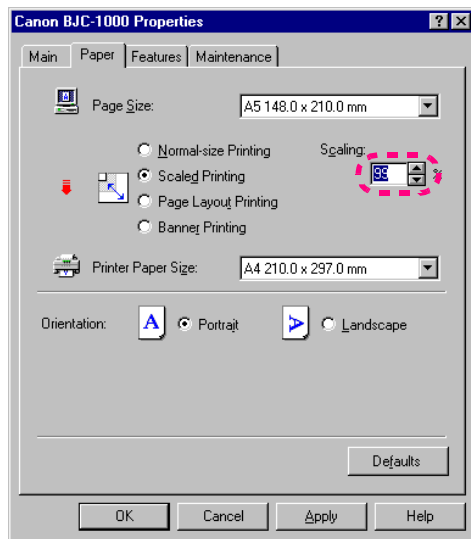 Canon BJC-1000 Properties
Main Paper Features Maintenance
Page Size: A5 148.0 x 210.0 mm
Normal-size Printing Scaling:
Scaled Printing 99 %
Page Layout Printing
Banner Printing
Printer Paper Size: A4 210.0 x 297.0 mm
Orientation: A Portrait A Landscape
Defaults
OK Cancel Apply Help